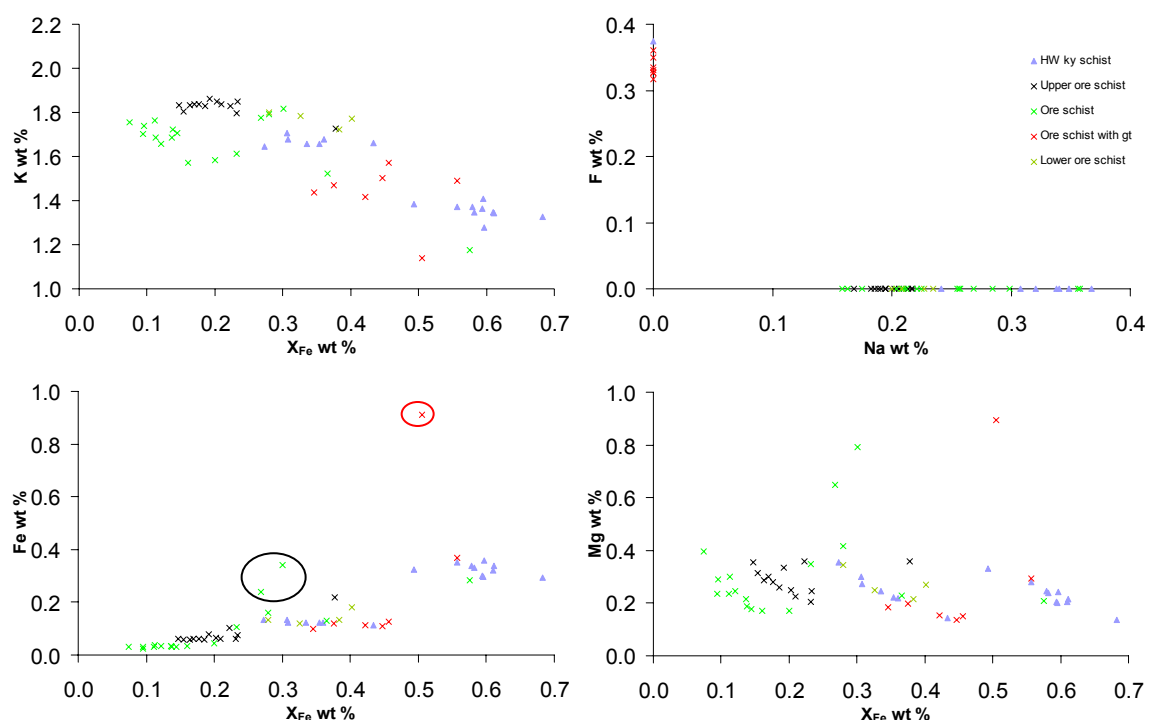 2.2
2.0
1.8
1.6
1.4
1.2
1.0
K wt %
0.0 0.1 0.2 0.3 0.4 0.5 0.6 0.7
XFe wt %
0.4
0.3
0.2
0.1
0.0
F wt %
0.0 0.1 0.2 0.3 0.4
Na wt %
HW ky schist
Upper ore schist
Ore schist
Ore schist with gt
Lower ore schist
1.0
0.8
0.6
0.4
0.2
0.0
Fe wt %
0.0 0.1 0.2 0.3 0.4 0.5 0.6 0.7
XFe wt %
1.0
0.8
0.6
0.4
0.2
0.0
Mg wt %
0.0 0.1 0.2 0.3 0.4 0.5 0.6 0.7
XFe wt %